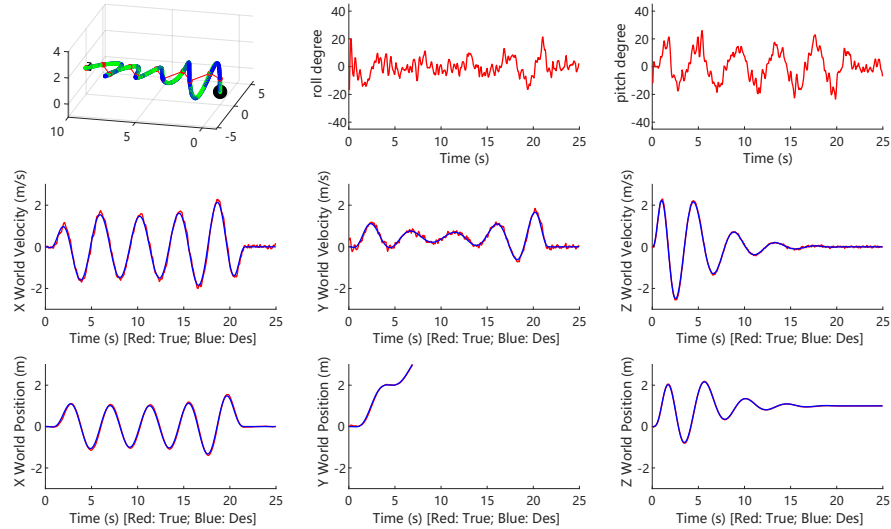 4
2
0
z
10
5
0
5
0
-5
roll degree
40
20
0
-20
-40
0 5 10 15 20 25
Time (s)
pitch degree
40
20
0
-20
-40
0 5 10 15 20 25
Time (s)
X World Velocity (m/s)
2
0
-2
0 5 10 15 20 25
Time (s) [Red: True; Blue: Des]
Y World Velocity (m/s)
2
0
-2
0 5 10 15 20 25
Time (s) [Red: True; Blue: Des]
Z World Velocity (m/s)
2
0
-2
0 5 10 15 20 25
Time (s) [Red: True; Blue: Des]
X World Position (m)
2
0
-2
0 5 10 15 20 25
Time (s) [Red: True; Blue: Des]
Y World Position (m)
2
0
-2
0 5 10 15 20 25
Time (s) [Red: True; Blue: Des]
Z World Position (m)
2
0
-2
0 5 10 15 20 25
Time (s) [Red: True; Blue: Des]